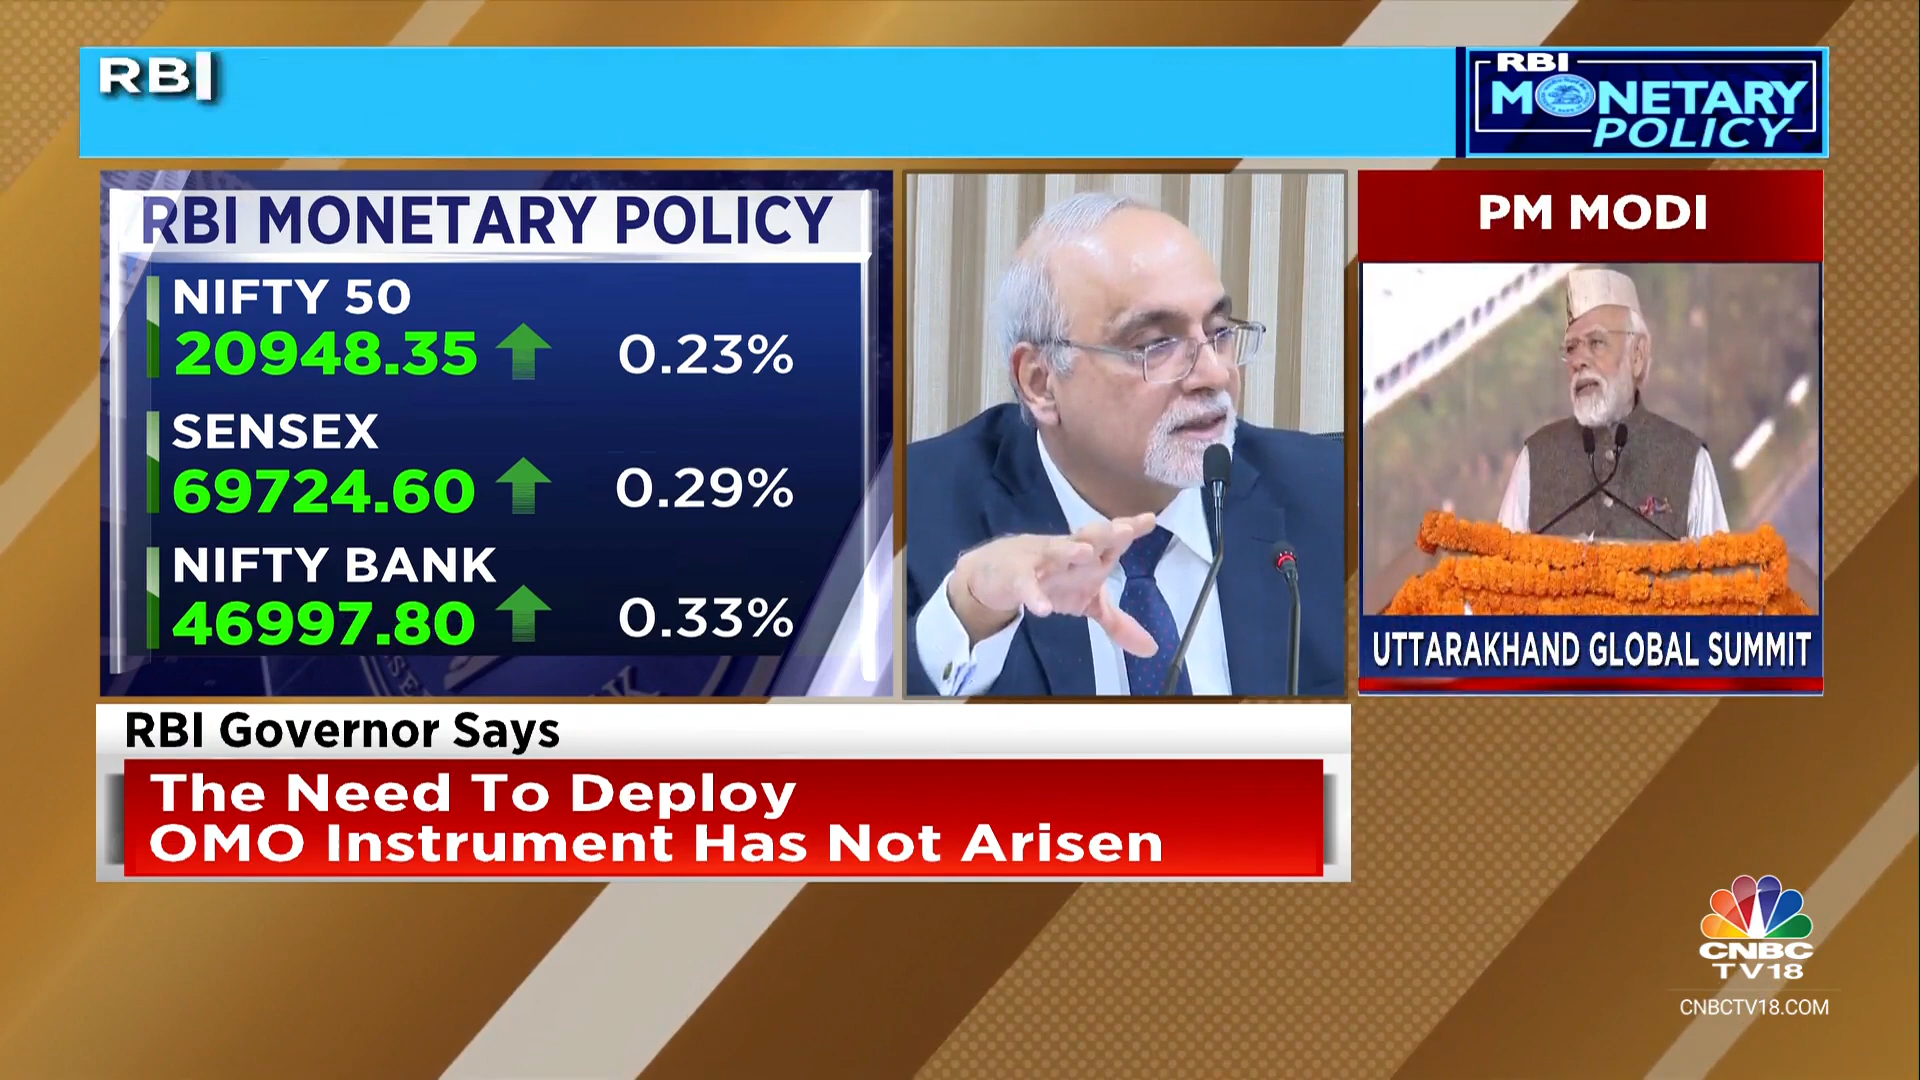 RBI
RBI
MONETARY
POLICY
RBI MONETARY POLICY
NIFTY 50
20948.35 0.23%
SENSEX
69724.60 0.29%
NIFTY BANK
46997.80 0.33%
PM MODI
UTTARAKHAND GLOBAL SUMMIT
RBI Governor Says
The Need To Deploy
OMO Instrument Has Not Arisen
CNBC
TV18
CNBCTV18.COM